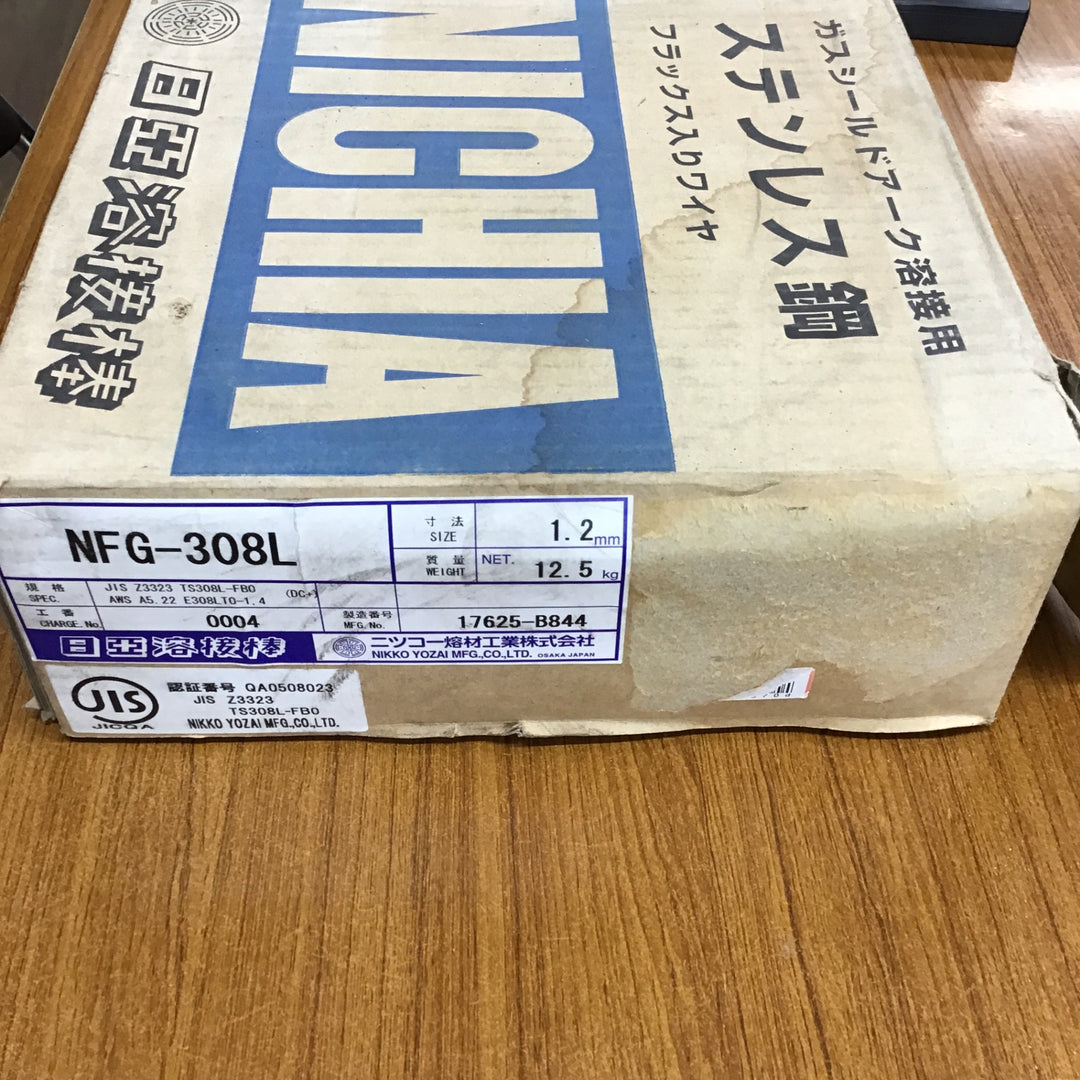 日亞溶接棒
NICHIA
ガスシールドアーク溶接用
ステンレス鋼
フラックス入りワイヤ
NFG-308L
寸法
SIZE
1.2mm
質量
WEIGHT
NET.
12.5 kg
規格
SPEC.
JIS Z3323 TS308L-FB0
AWS A5.22 E308LT0-1.4
(DC+)
工番
CHARGE.No.
0004
製造番号
MFG.No.
17625-B844
日亞溶接棒
ニツコー熔材工業株式会社
NIKKO YOZAI MFG.,CO.,LTD. OSAKA JAPAN
JIS
JICQA
認証番号 QA0508023
JIS Z3323
TS308L-FB0
NIKKO YOZAI MFG.,CO.,LTD.